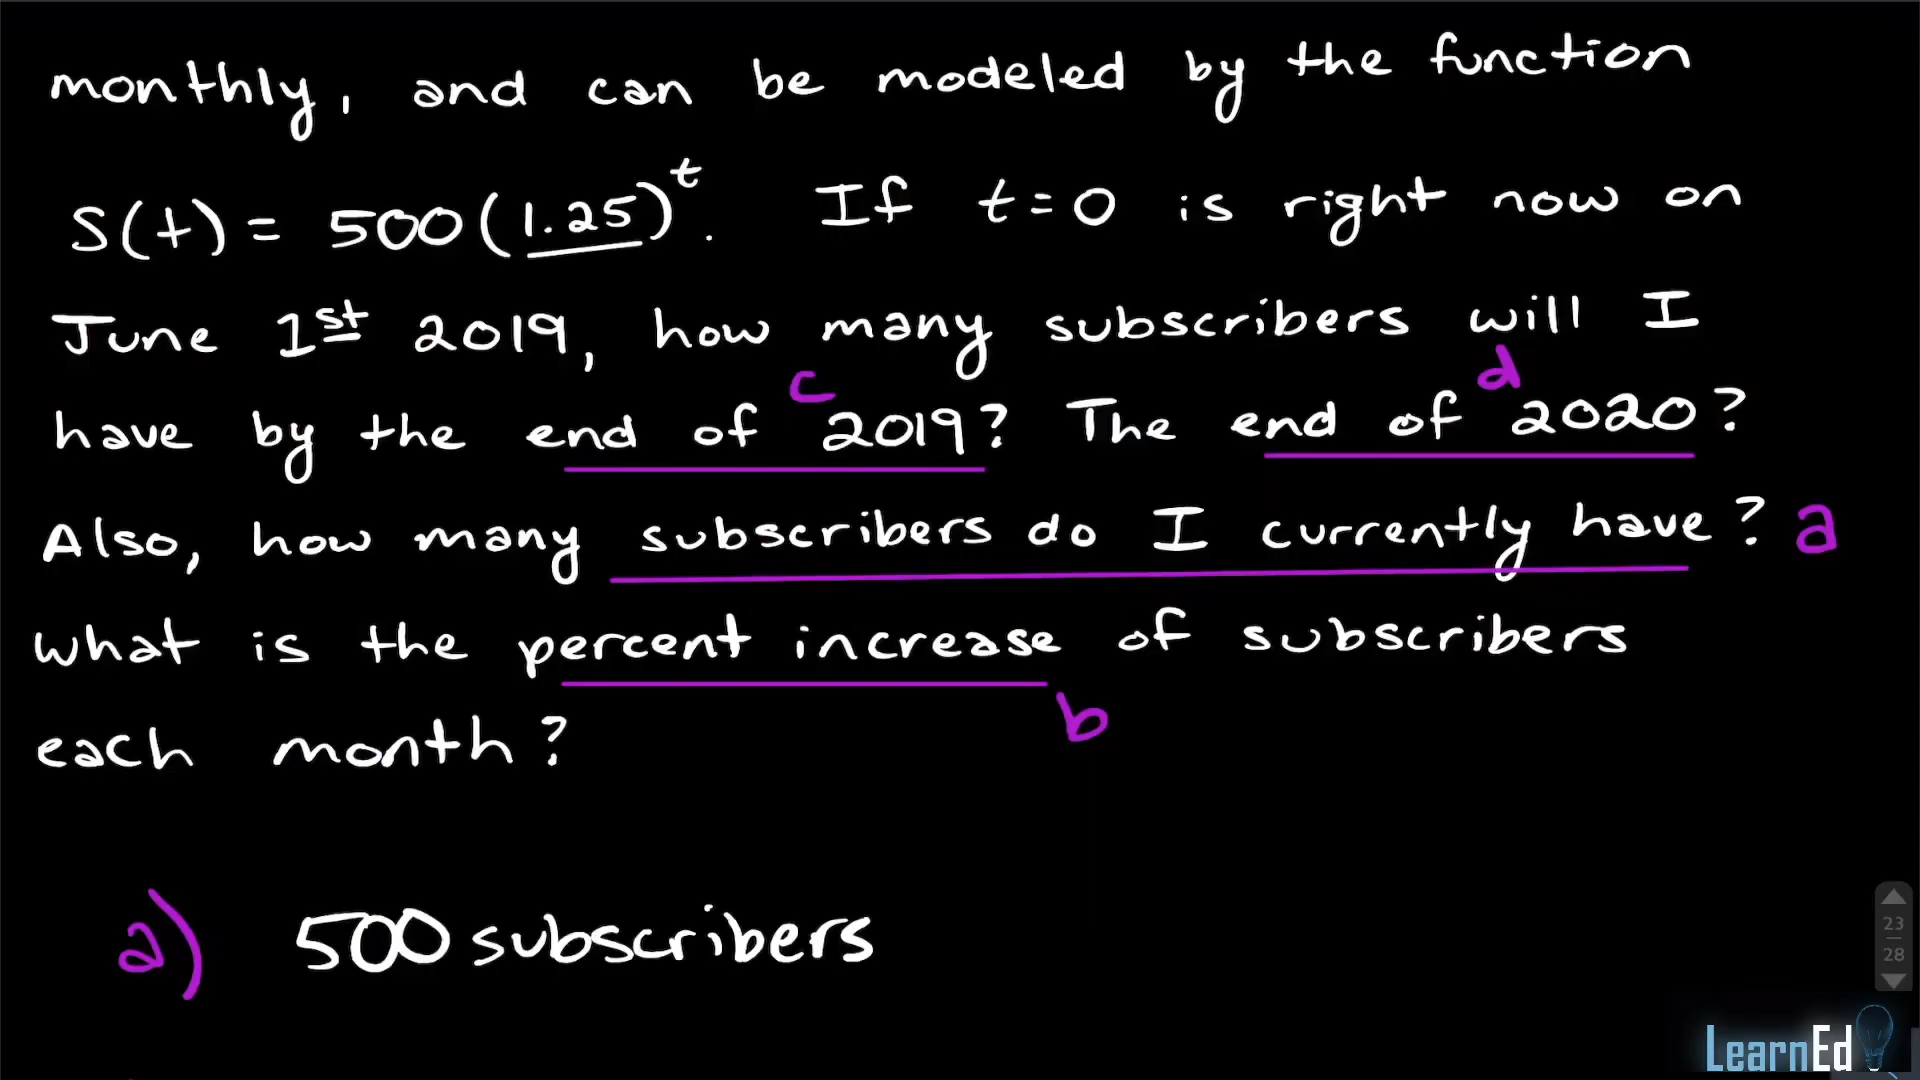 monthly, and can be modeled by the function
S(t) = 500(1.25)^t. If t=0 is right now on
June 1st 2019, how many subscribers will I
c d
have by the end of 2019? The end of 2020?
Also, how many subscribers do I currently have? a
what is the percent increase of subscribers
b
each month?
a) 500 subscribers
23
28
LearnEd